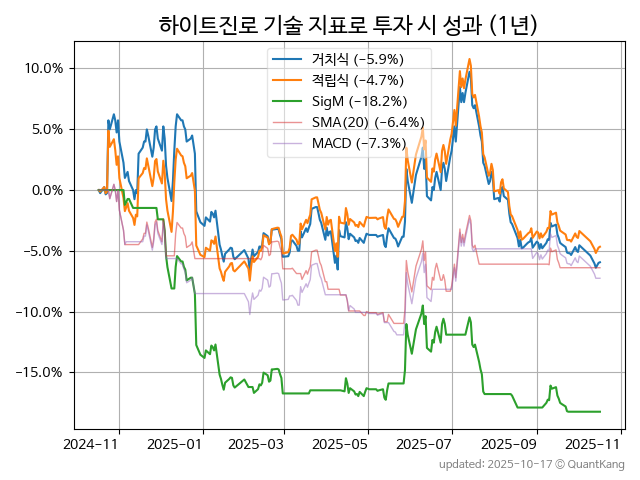 하이트진로 기술 지표로 투자 시 성과 (1년)
거치식 (−5.9%)
적립식 (−4.7%)
SigM (−18.2%)
SMA(20) (−6.4%)
MACD (−7.3%)
10.0%
5.0%
0.0%
−5.0%
−10.0%
−15.0%
2024−11 2025−01 2025−03 2025−05 2025−07 2025−09 2025−11
updated: 2025-10-17 © QuantKang